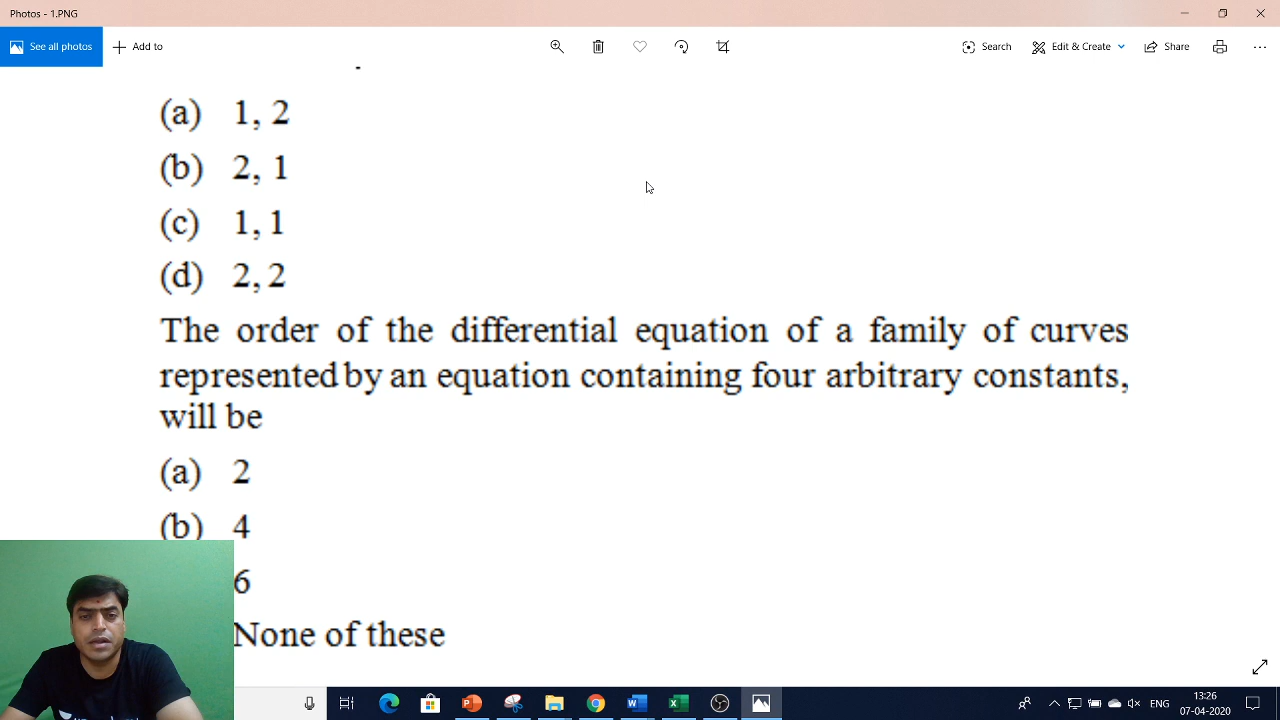 Photos - 1.PNG
See all photos
Add to
Search
Edit & Create
Share
(a) 1, 2
(b) 2, 1
(c) 1, 1
(d) 2, 2
The order of the differential equation of a family of curves
represented by an equation containing four arbitrary constants,
will be
(a) 2
(b) 4
6
None of these
ENG
13:26
07-04-2020